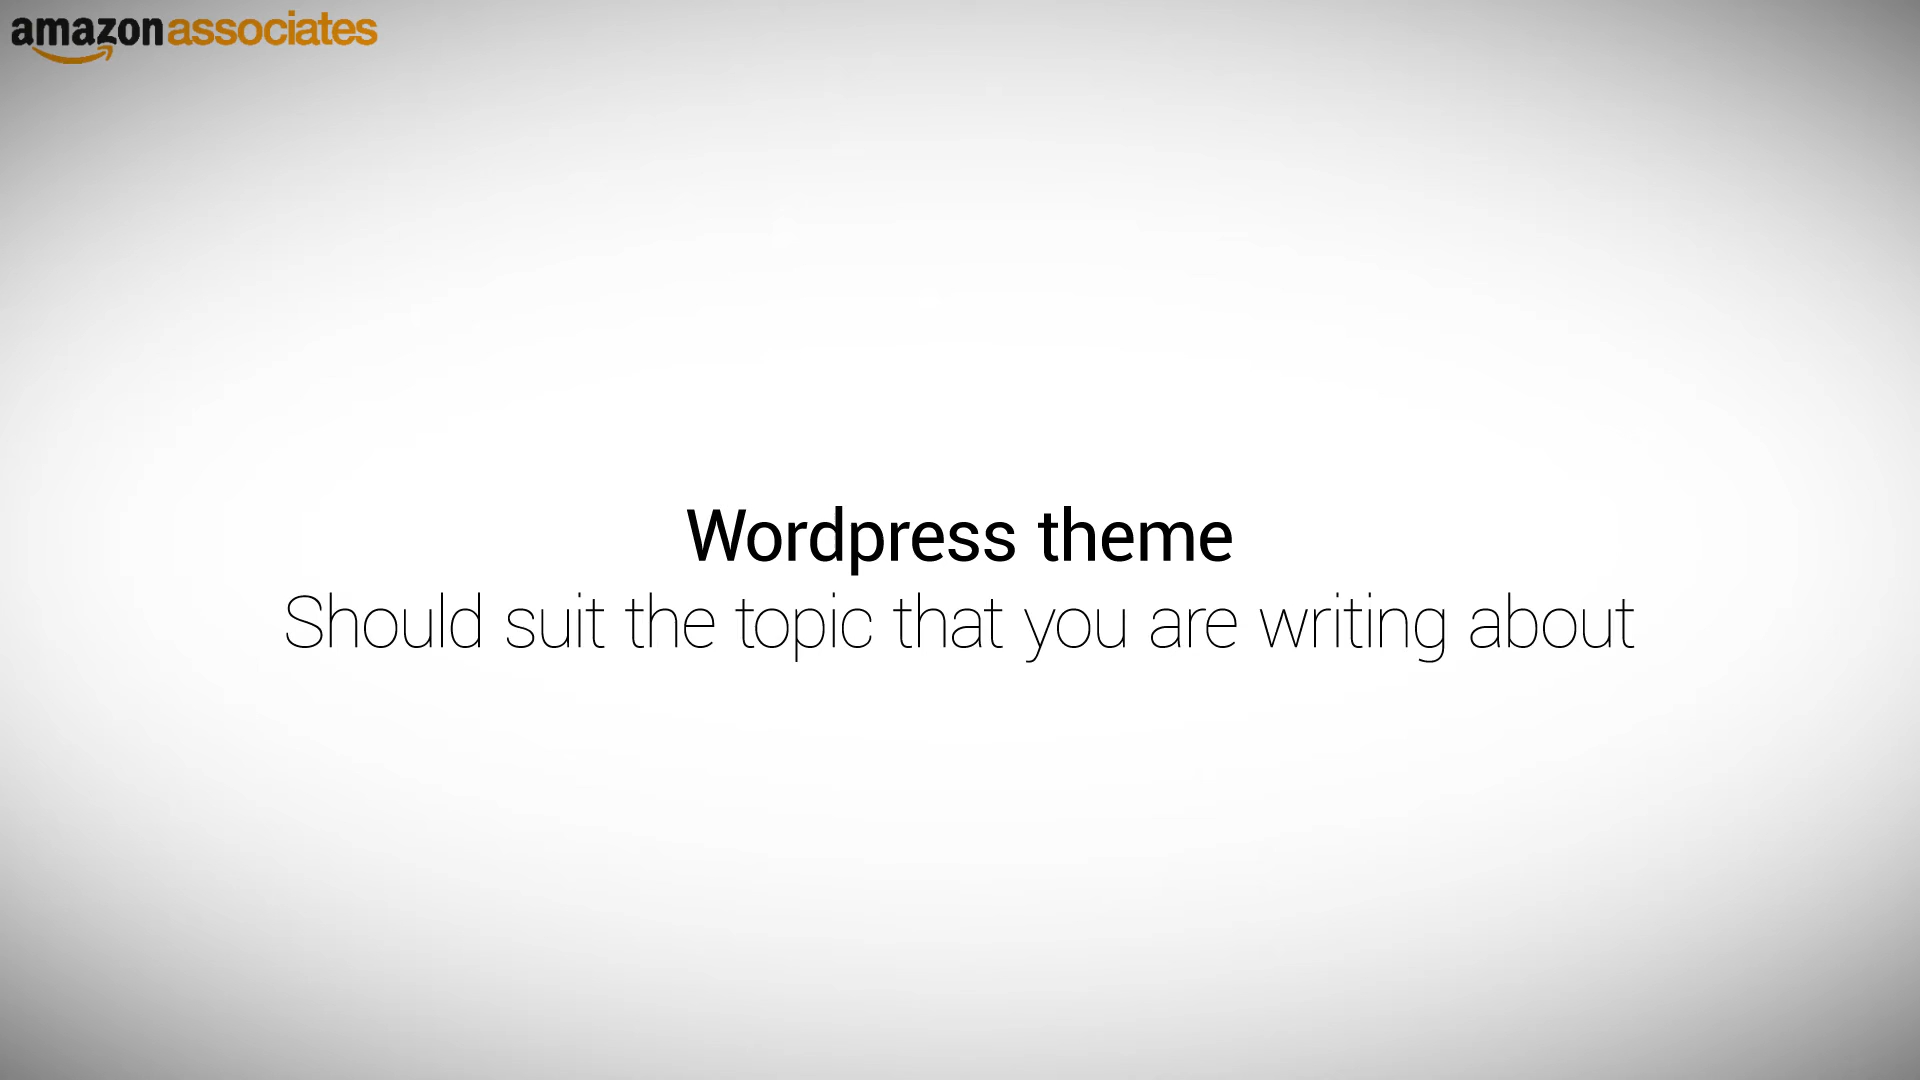 amazonassociates
Wordpress theme
Should suit the topic that you are writing about